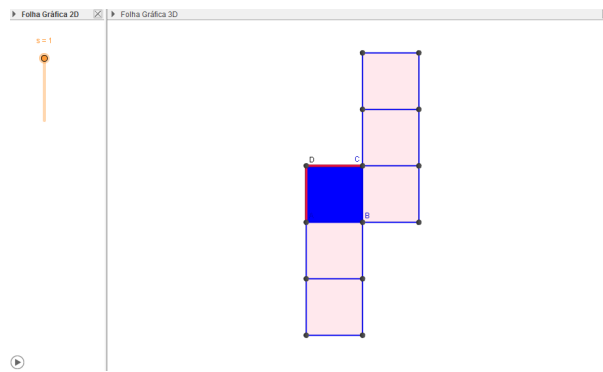 Folha Gráfica 2D
Folha Gráfica 3D
s = 1
D
C
B